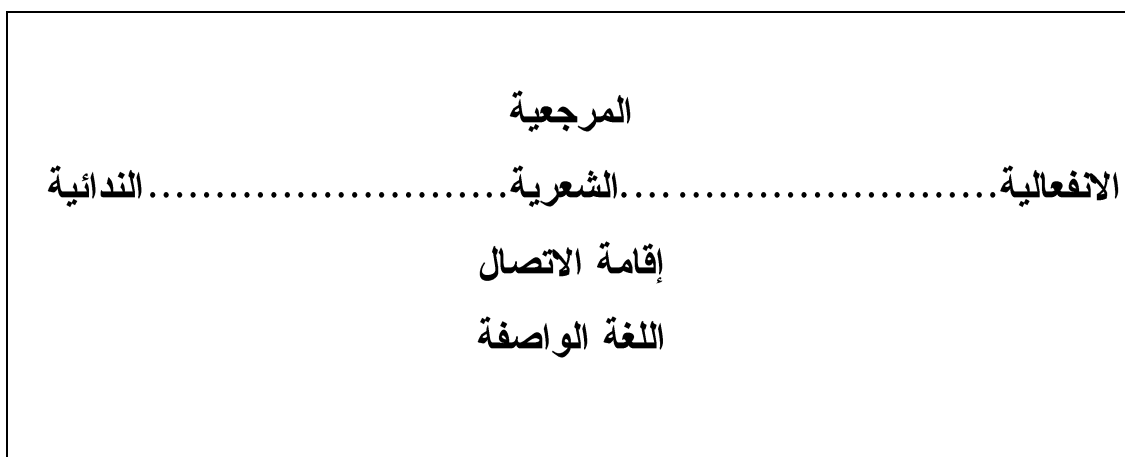 المرجعية
الانفعالية............................الشعرية...........................الندائية
إقامة الاتصال
اللغة الواصفة